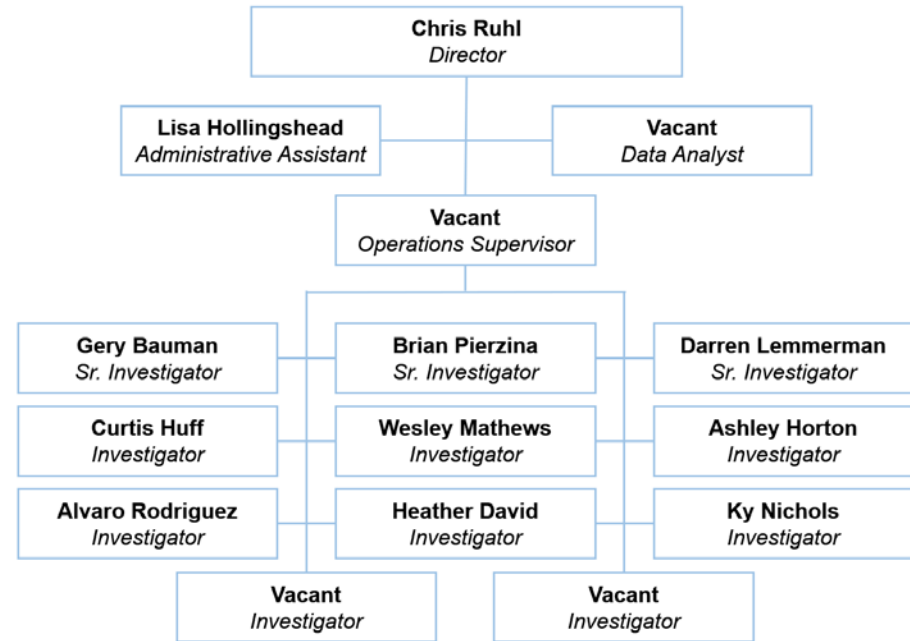 Chris Ruhl
Director
Lisa Hollingshead
Administrative Assistant
Vacant
Data Analyst
Vacant
Operations Supervisor
Gery Bauman
Sr. Investigator
Brian Pierzina
Sr. Investigator
Darren Lemmerman
Sr. Investigator
Curtis Huff
Investigator
Wesley Mathews
Investigator
Ashley Horton
Investigator
Alvaro Rodriguez
Investigator
Heather David
Investigator
Ky Nichols
Investigator
Vacant
Investigator
Vacant
Investigator